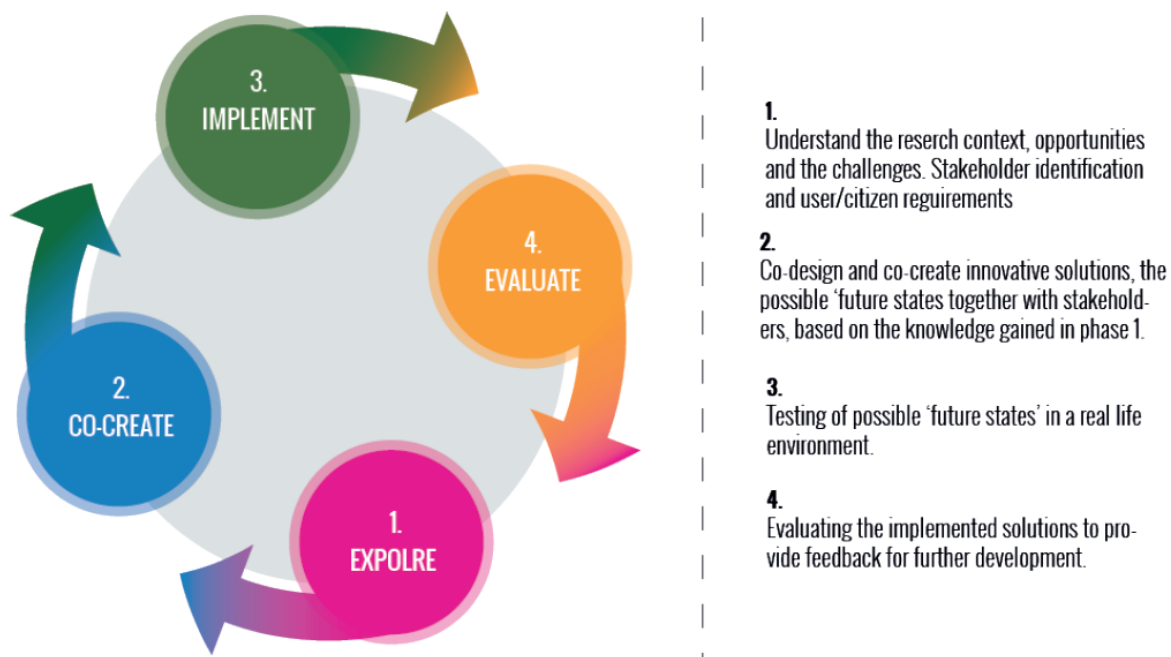 3.
IMPLEMENT
4.
EVALUATE
2.
CO-CREATE
1.
EXPOLRE
1.
Understand the reserch context, opportunities
and the challenges. Stakeholder identification
and user/citizen reguirements
2.
Co-design and co-create innovative solutions, the
possible ‘future states together with stakehold-
ers, based on the knowledge gained in phase 1.
3.
Testing of possible ‘future states’ in a real life
environment.
4.
Evaluating the implemented solutions to pro-
vide feedback for further development.